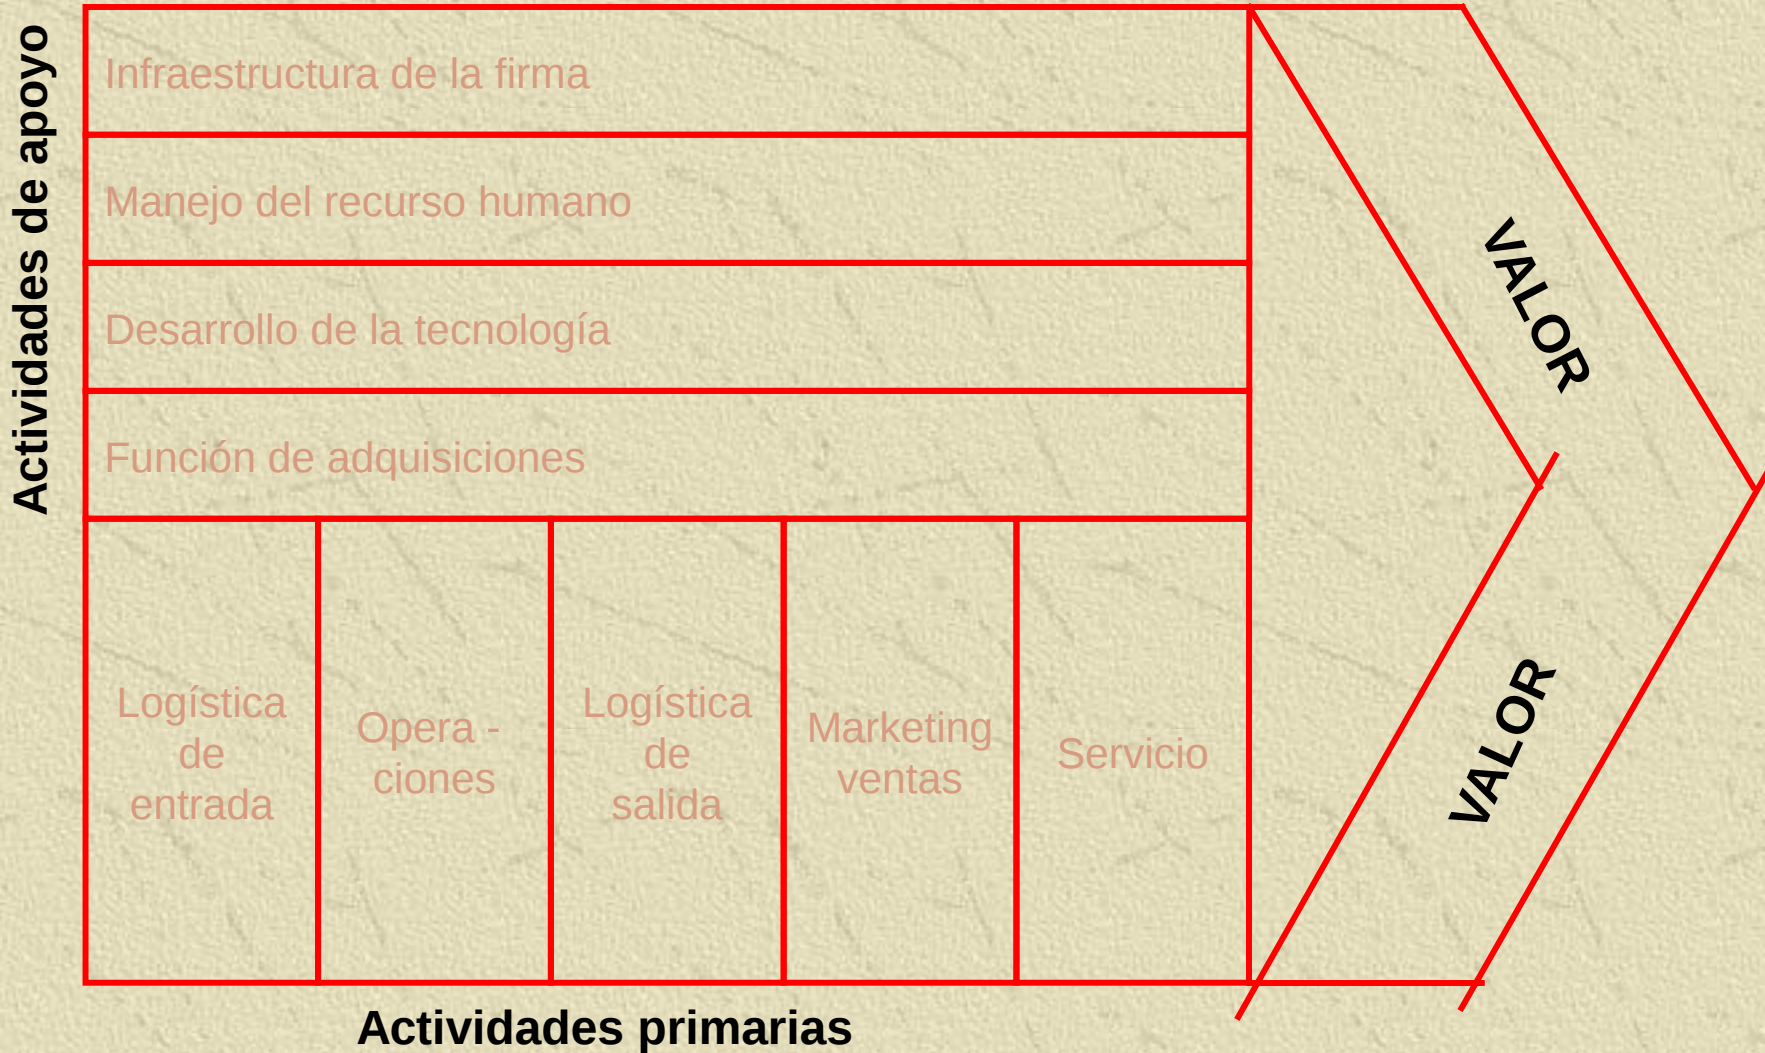 Actividades de apoyo
Infraestructura de la firma
Manejo del recurso humano
Desarrollo de la tecnología
Función de adquisiciones
Logística
de
entrada
Opera -
ciones
Logística
de
salida
Marketing
ventas
Servicio
VALOR
VALOR
Actividades primarias